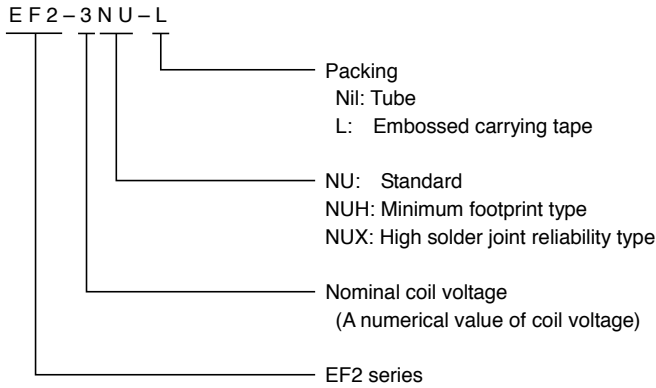 EF2-3NU-L
Packing
Nil: Tube
L: Embossed carrying tape
NU: Standard
NUH: Minimum footprint type
NUX: High solder joint reliability type
Nominal coil voltage
(A numerical value of coil voltage)
EF2 series